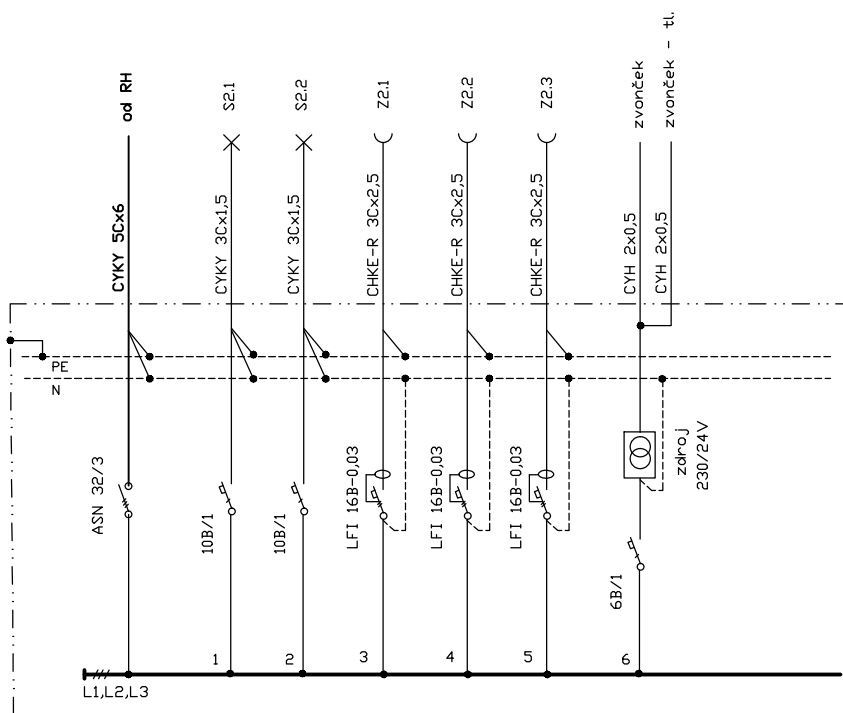 od RH
S2.1
S2.2
Z2.1
Z2.2
Z2.3
zvonček
zvonček - tl.
CYKY 5Cx6
CYKY 3Cx1,5
CYKY 3Cx1,5
CHKE-R 3Cx2,5
CHKE-R 3Cx2,5
CHKE-R 3Cx2,5
CYH 2x0,5
CYH 2x0,5
PE
N
ASN 32/3
10B/1
10B/1
LFI 16B-0,03
LFI 16B-0,03
LFI 16B-0,03
zdroj
230/24V
6B/1
1
2
3
4
5
6
L1,L2,L3